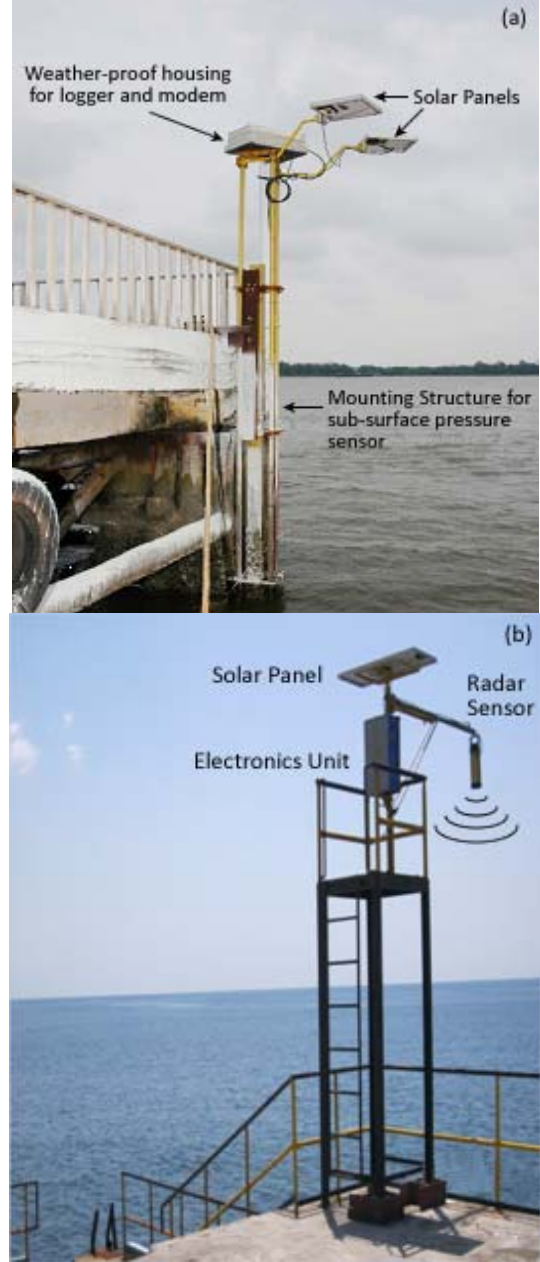 (a)
Weather-proof housing
for logger and modem
Solar Panels
Mounting Structure for
sub-surface pressure
sensor
(b)
Solar Panel
Radar
Sensor
Electronics Unit